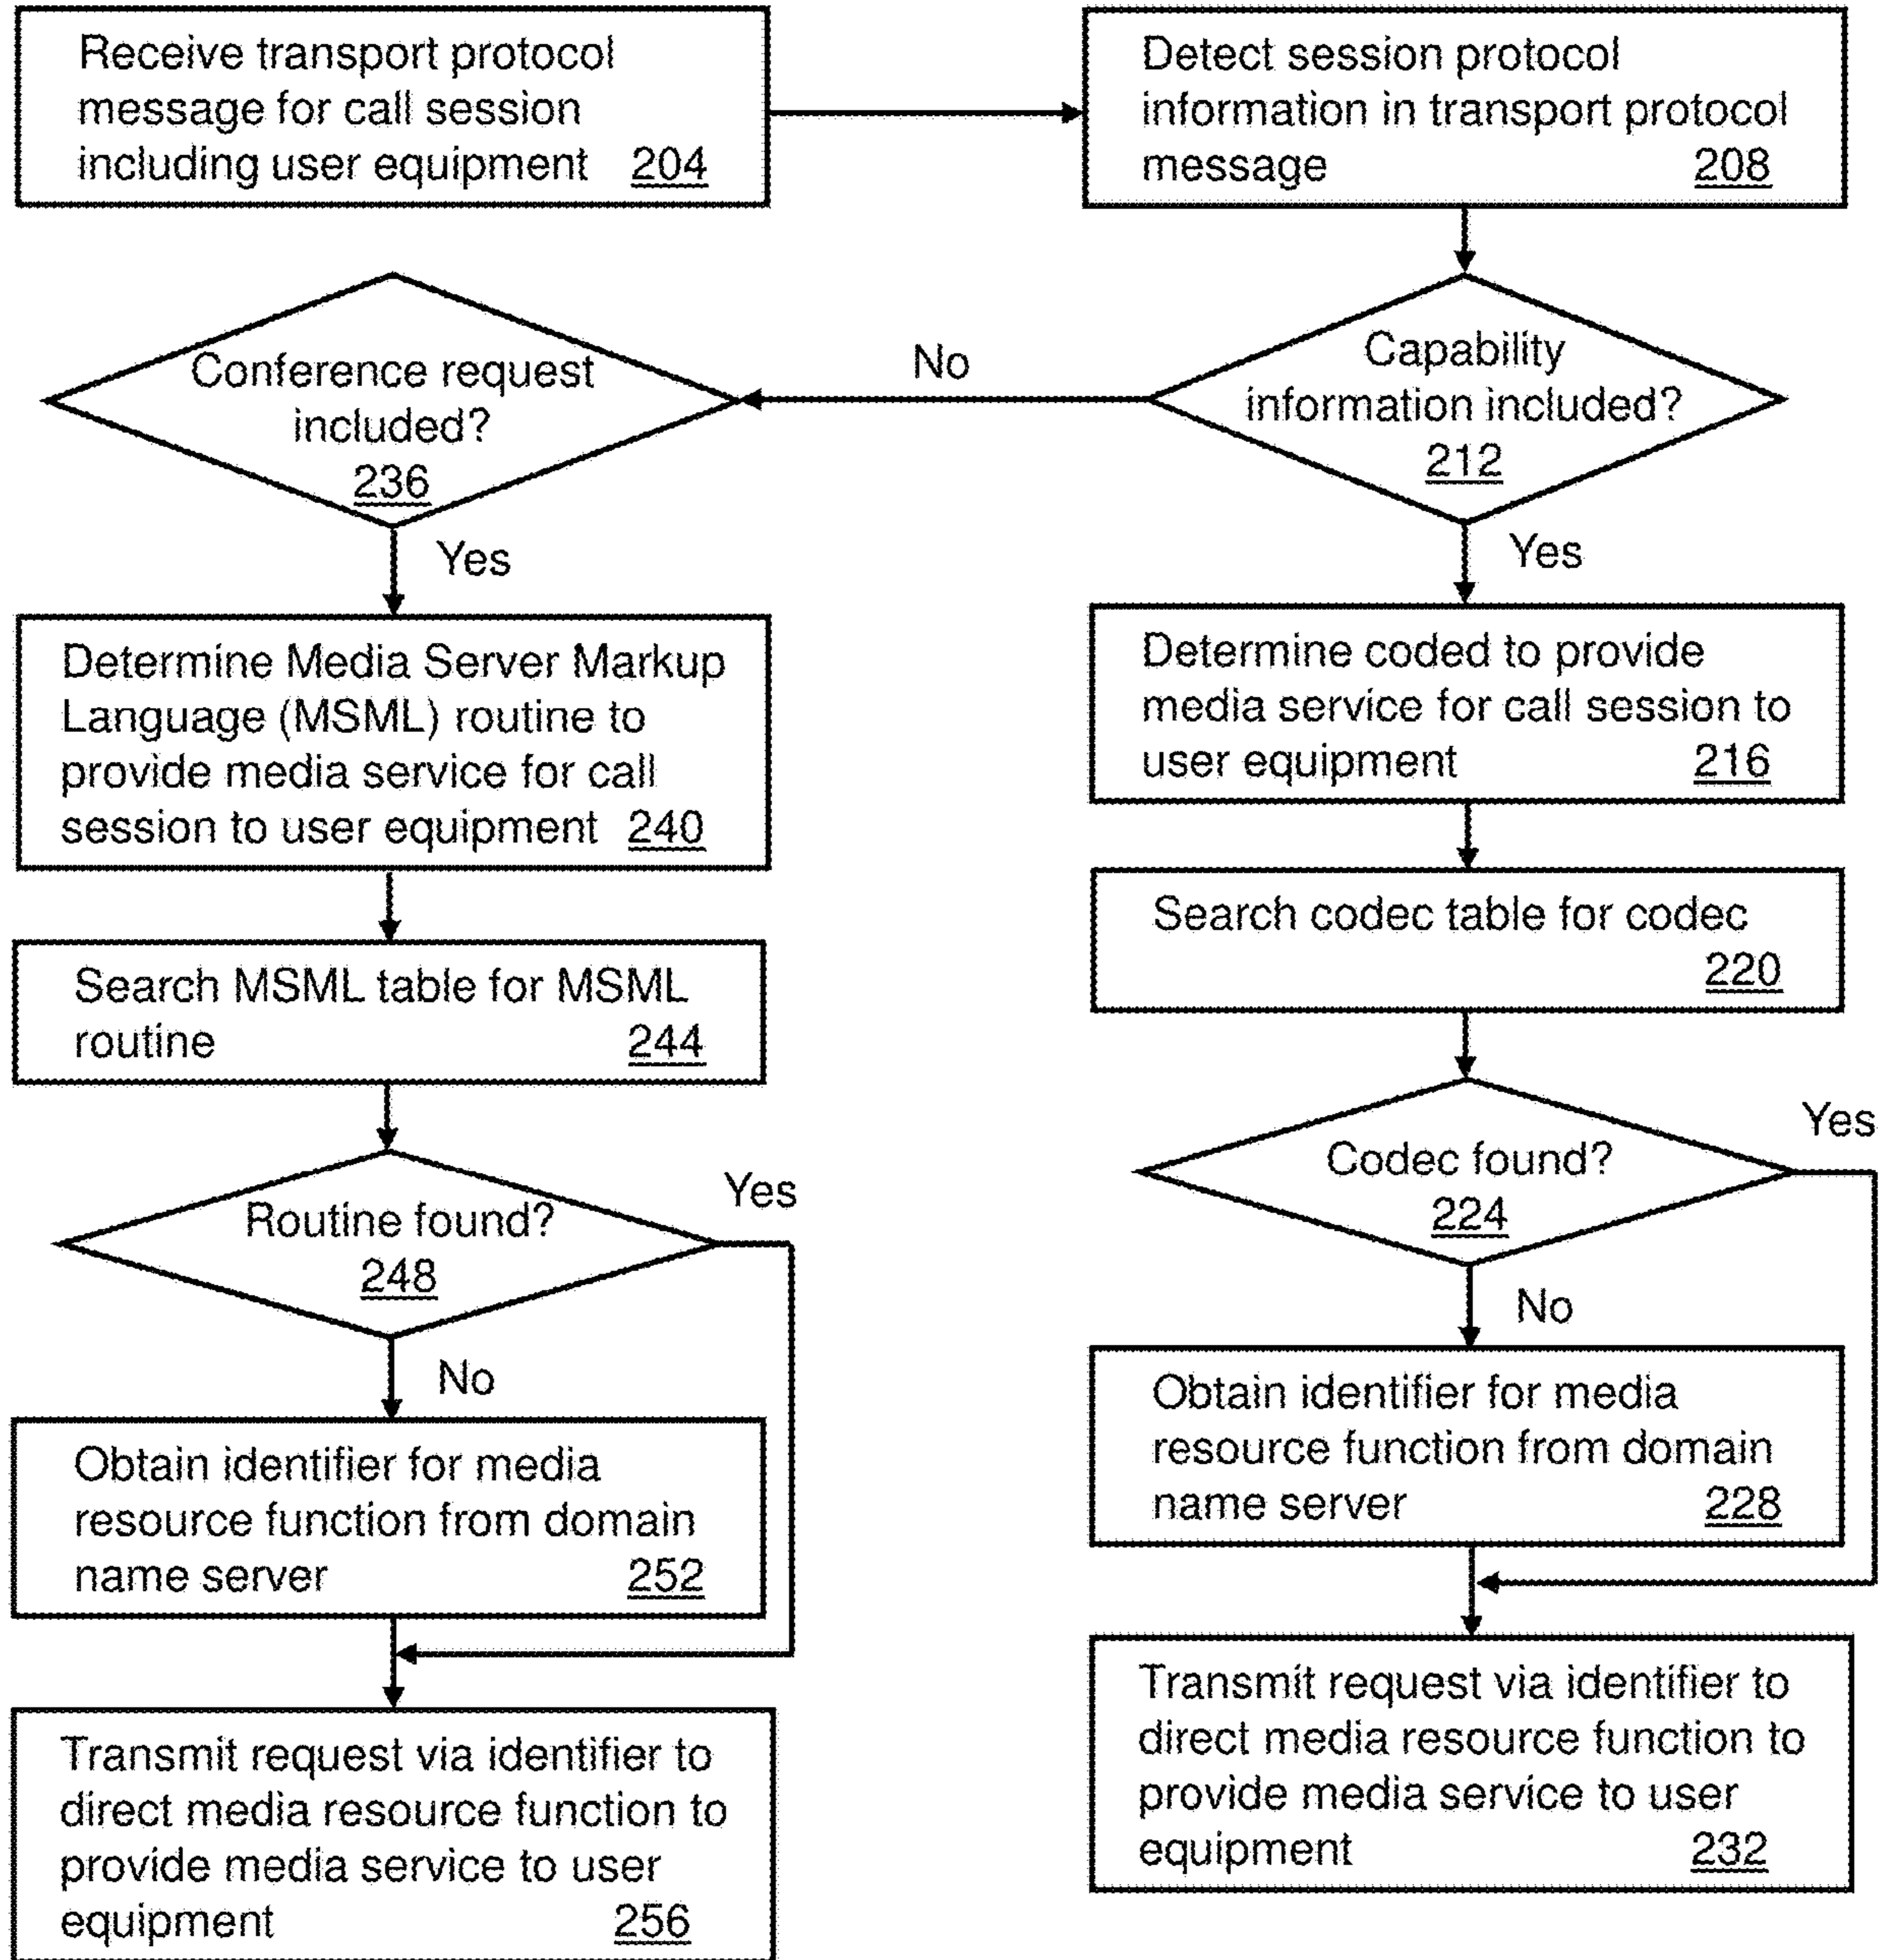 Receive transport protocol
message for call session
including user equipment 204
Detect session protocol
information in transport protocol
message 208
Capability
information included?
212
No
Conference request
included?
236
Yes
Yes
Determine Media Server Markup
Language (MSML) routine to
provide media service for call
session to user equipment 240
Determine coded to provide
media service for call session to
user equipment 216
Search MSML table for MSML
routine 244
Search codec table for codec
220
Routine found?
248
Yes
No
Codec found?
224
Yes
No
Obtain identifier for media
resource function from domain
name server 252
Obtain identifier for media
resource function from domain
name server 228
Transmit request via identifier to
direct media resource function to
provide media service to user
equipment 256
Transmit request via identifier to
direct media resource function to
provide media service to user
equipment 232